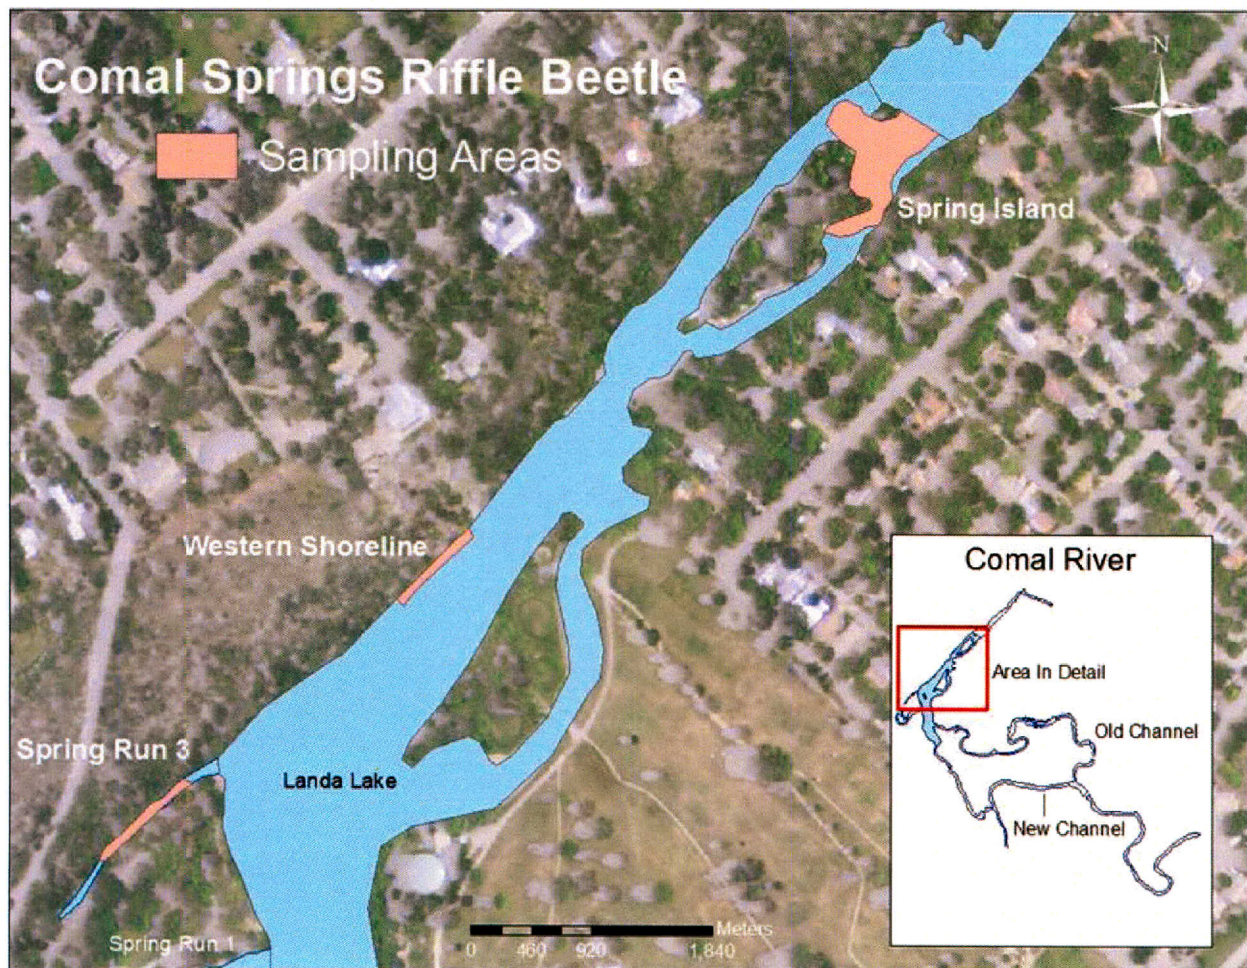 Comal Springs Riffle Beetle
Sampling Areas
N
Spring Island
Western Shoreline
Comal River
Area In Detail
Old Channel
New Channel
Spring Run 3
Landa Lake
Spring Run 1
Meters
0 460 920 1,840